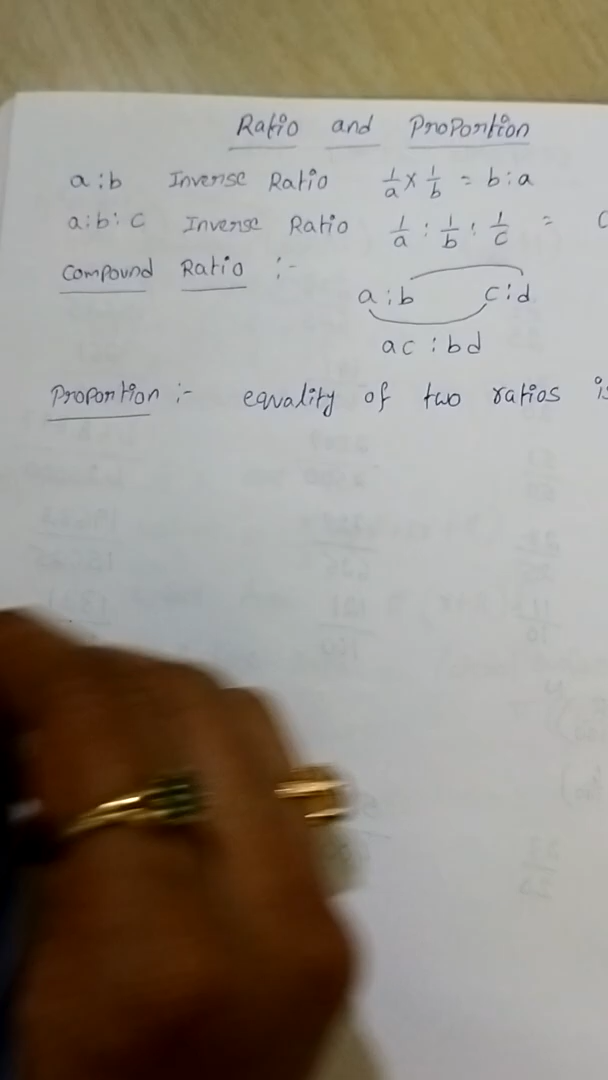 Ratio and Proportion
a:b Inverse Ratio 1/a × 1/b = b:a
a:b:c Inverse Ratio 1/a : 1/b : 1/c = c
Compound Ratio :-
a:b c:d
ac : bd
Proportion :- equality of two ratios is